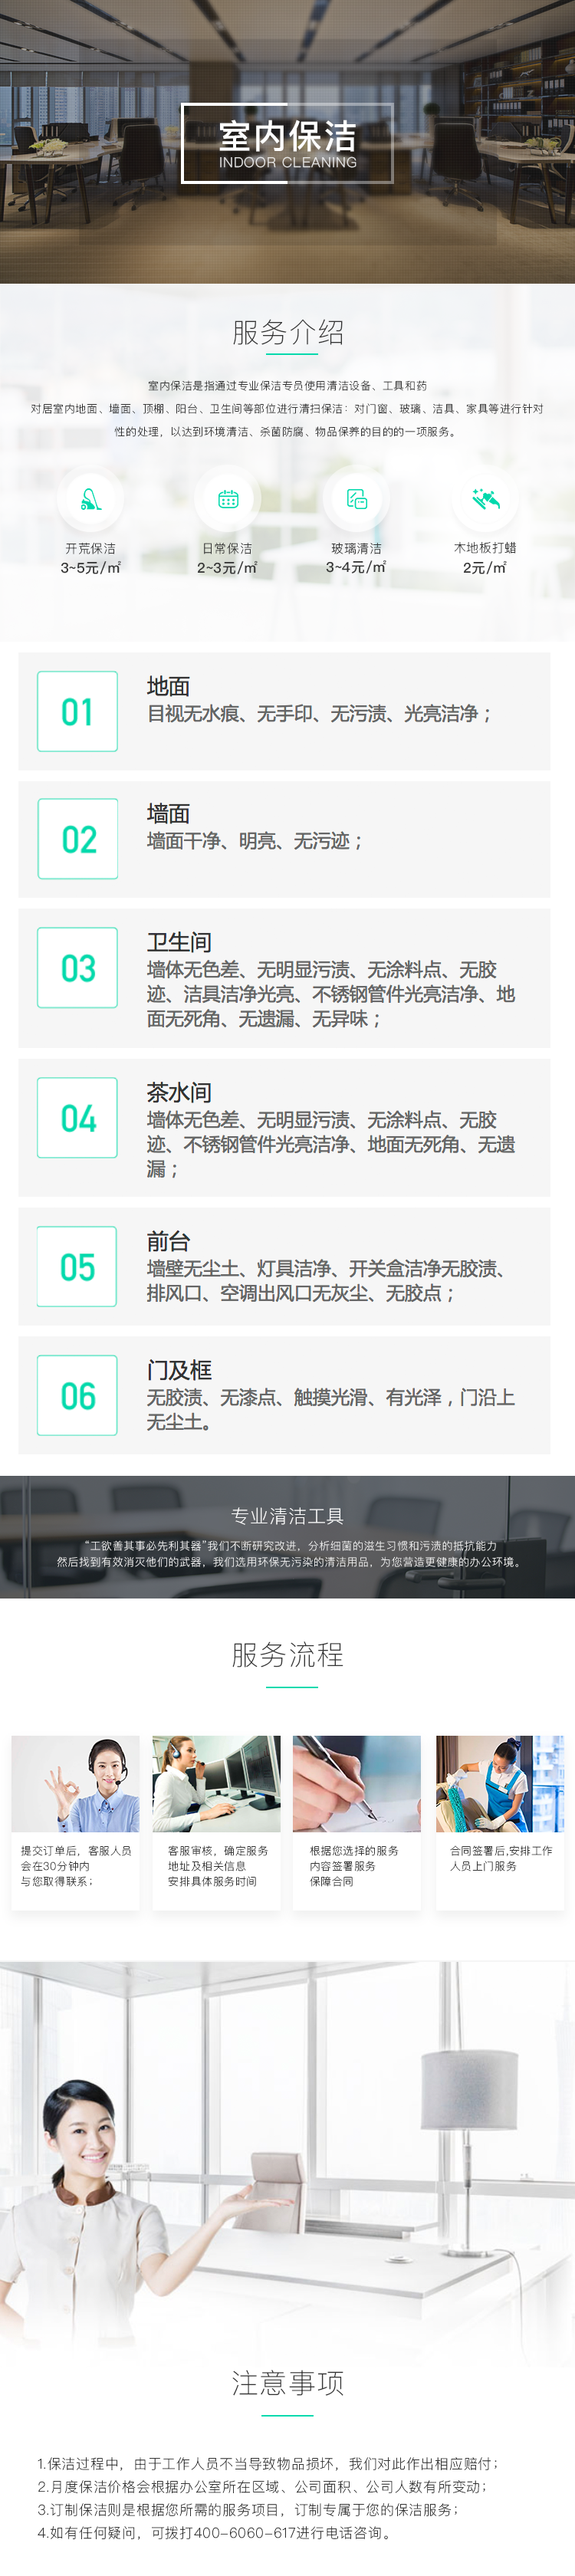 室内保洁
INDOOR CLEANING
服务介绍
室内保洁是指通过专业保洁专员使用清洁设备、工具和药
对居室内地面、墙面、顶棚、阳台、卫生间等部位进行清扫保洁；对门窗、玻璃、洁具、家具等进行针对
性的处理，以达到环境清洁、杀菌防腐、物品保养的目的的一项服务。
开荒保洁 日常保洁 玻璃清洁 木地板打蜡
3~5元/㎡ 2~3元/㎡ 3~4元/㎡ 2元/㎡
01
地面
目视无水痕、无手印、无污渍、光亮洁净；
02
墙面
墙面干净、明亮、无污迹；
03
卫生间
墙体无色差、无明显污渍、无涂料点、无胶
迹、洁具洁净光亮、不锈钢管件光亮洁净、地
面无死角、无遗漏、无异味；
04
茶水间
墙体无色差、无明显污渍、无涂料点、无胶
迹、不锈钢管件光亮洁净、地面无死角、无遗
漏；
05
前台
墙壁无尘土、灯具洁净、开关盒洁净无胶渍、
排风口、空调出风口无灰尘、无胶点；
06
门及框
无胶渍、无漆点、触摸光滑、有光泽，门沿上
无尘土。
专业清洁工具
“工欲善其事必先利其器”我们不断研究改进，分析细菌的滋生习惯和污渍的抵抗能力
然后找到有效消灭他们的武器，我们选用环保无污染的清洁用品，为您营造更健康的办公环境。
服务流程
提交订单后，客服人员
会在30分钟内
与您取得联系；
客服审核，确定服务
地址及相关信息
安排具体服务时间
根据您选择的服务
内容签署服务
保障合同
合同签署后,安排工作
人员上门服务
注意事项
1.保洁过程中，由于工作人员不当导致物品损坏，我们对此作出相应赔付；
2.月度保洁价格会根据办公室所在区域、公司面积、公司人数有所变动；
3.订制保洁则是根据您所需的服务项目，订制专属于您的保洁服务；
4.如有任何疑问，可拨打400-6060-617进行电话咨询。